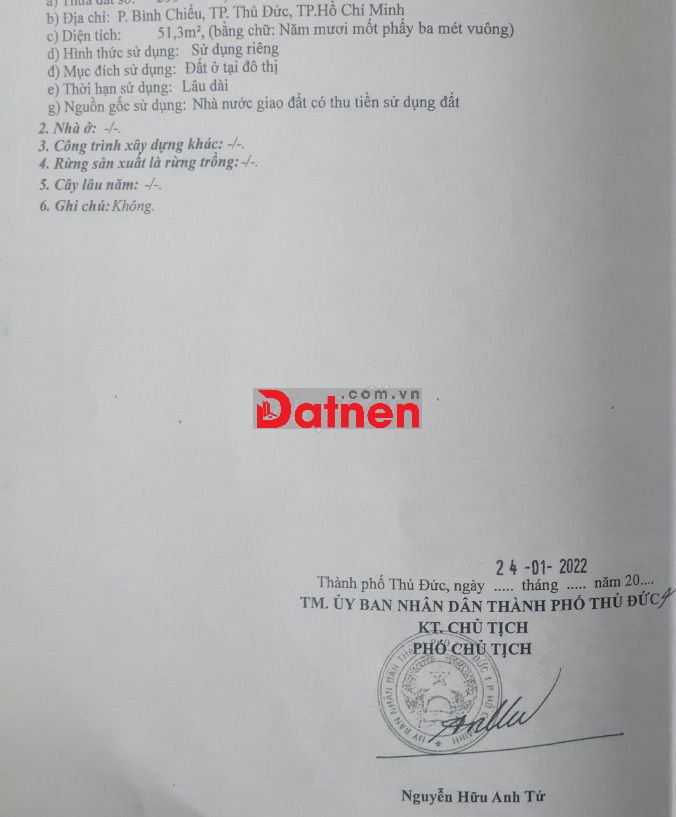 a) Thửa đất số:
b) Địa chỉ: P. Bình Chiểu, TP. Thủ Đức, TP.Hồ Chí Minh
c) Diện tích: 51,3m², (bằng chữ: Năm mươi mốt phẩy ba mét vuông)
d) Hình thức sử dụng: Sử dụng riêng
đ) Mục đích sử dụng: Đất ở tại đô thị
e) Thời hạn sử dụng: Lâu dài
g) Nguồn gốc sử dụng: Nhà nước giao đất có thu tiền sử dụng đất
2. Nhà ở: -/-.
3. Công trình xây dựng khác: -/-.
4. Rừng sản xuất là rừng trồng: -/-.
5. Cây lâu năm: -/-.
6. Ghi chú: Không.
.com.vn
Datnen
24 -01- 2022
Thành phố Thủ Đức, ngày ..... tháng ..... năm 20....
TM. ỦY BAN NHÂN DÂN THÀNH PHỐ THỦ ĐỨC
KT. CHỦ TỊCH
PHÓ CHỦ TỊCH
Nguyễn Hữu Anh Tứ